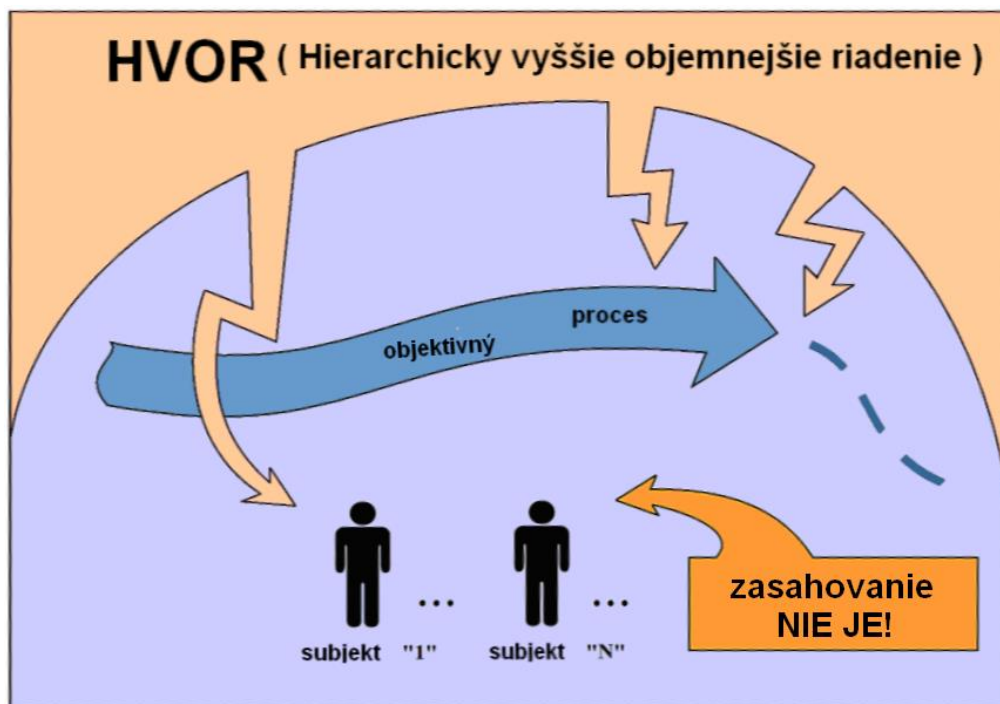 HVOR ( Hierarchicky vyššie objemnejšie riadenie )
proces
objektívný
zasahovanie
NIE JE!
... ...
subjekt "1" subjekt "N"